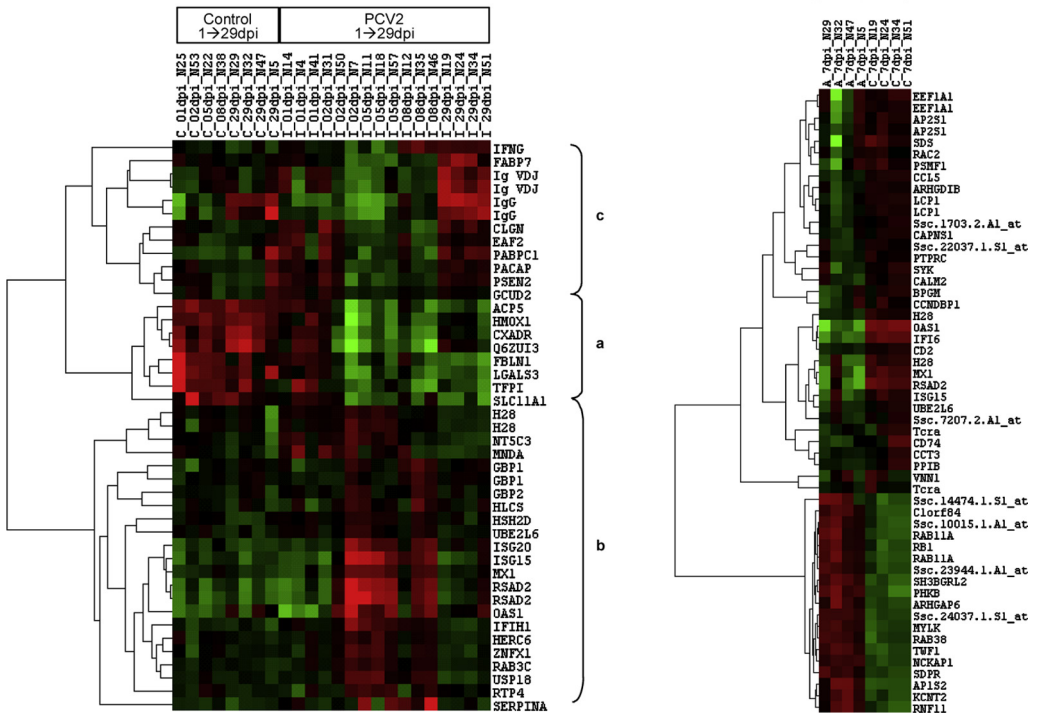 Control
1→29dpi
PCV2
1→29dpi
C_01dpi_N25
C_02dpi_N53
C_05dpi_N22
C_08dpi_N38
C_29dpi_N29
C_29dpi_N32
C_29dpi_N47
C_29dpi_N5
I_01dpi_N14
I_01dpi_N4
I_01dpi_N41
I_02dpi_N31
I_02dpi_N50
I_02dpi_N7
I_05dpi_N11
I_05dpi_N18
I_05dpi_N57
I_08dpi_N12
I_08dpi_N35
I_08dpi_N46
I_29dpi_N19
I_29dpi_N24
I_29dpi_N34
I_29dpi_N51
IFNG
FABP7
Ig VDJ
Ig VDJ
IgG
IgG
CLGN
EAF2
PABPC1
PACAP
PSEN2
GCUD2
ACP5
HMOX1
CXADR
Q6ZUI3
FBLN1
LGALS3
TFPI
SLC11A1
H28
H28
NT5C3
MNDA
GBP1
GBP1
GBP2
HLCS
HSH2D
UBE2L6
ISG20
ISG15
MX1
RSAD2
RSAD2
OAS1
IFIH1
HERC6
ZNFX1
RAB3C
USP18
RTP4
SERPINA
c
a
b
A_7dpi_N29
A_7dpi_N32
A_7dpi_N47
A_7dpi_N5
C_7dpi_N19
C_7dpi_N24
C_7dpi_N34
C_7dpi_N51
EEF1A1
EEF1A1
AP2S1
AP2S1
SDS
RAC2
PSMF1
CCL5
ARHGDIB
LCP1
LCP1
Ssc.1703.2.A1_at
CAPNS1
Ssc.22037.1.S1_at
PTPRC
SYK
CALM2
BPGM
CCNDBP1
H28
OAS1
IFI6
CD2
H28
MX1
RSAD2
ISG15
UBE2L6
Ssc.7207.2.A1_at
Tcra
CD74
CCT3
PPIB
VNN1
Tcra
Ssc.14474.1.S1_at
C1orf84
Ssc.10015.1.A1_at
RAB11A
RB1
RAB11A
Ssc.23944.1.A1_at
SH3BGRL2
PHKB
ARHGAP6
Ssc.24037.1.S1_at
MYLK
RAB38
TWF1
NCKAP1
SDPR
AP1S2
KCNT2
RNF11